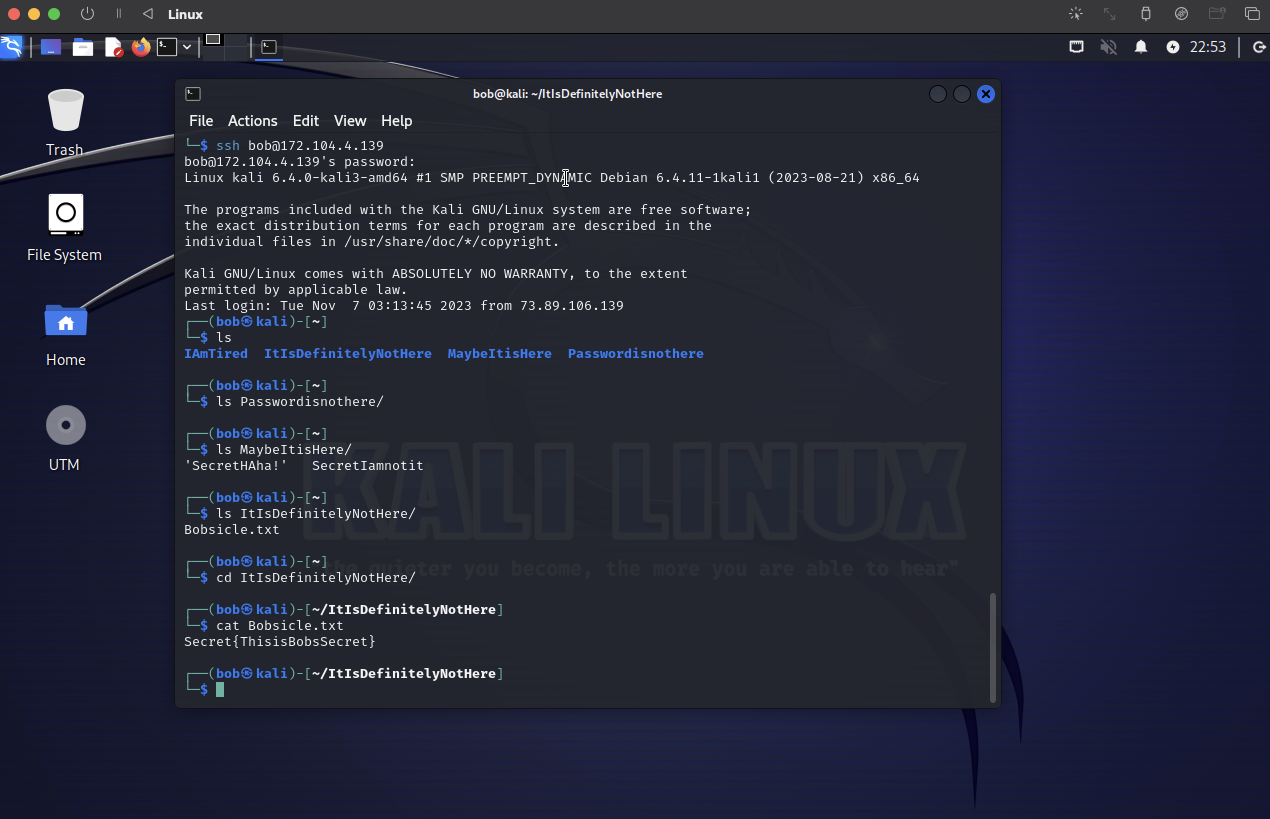 Linux
22:53
Trash
File System
Home
UTM
bob@kali: ~/ItIsDefinitelyNotHere
File Actions Edit View Help
└─$ ssh bob@172.104.4.139
bob@172.104.4.139's password:
Linux kali 6.4.0-kali3-amd64 #1 SMP PREEMPT_DYNAMIC Debian 6.4.11-1kali1 (2023-08-21) x86_64
The programs included with the Kali GNU/Linux system are free software;
the exact distribution terms for each program are described in the
individual files in /usr/share/doc/*/copyright.
Kali GNU/Linux comes with ABSOLUTELY NO WARRANTY, to the extent
permitted by applicable law.
Last login: Tue Nov  7 03:13:45 2023 from 73.89.106.139
┌──(bob㉿kali)-[~]
└─$ ls
IAmTired  ItIsDefinitelyNotHere  MaybeItisHere  Passwordisnothere
┌──(bob㉿kali)-[~]
└─$ ls Passwordisnothere/
┌──(bob㉿kali)-[~]
└─$ ls MaybeItisHere/
'SecretHAha!'   SecretIamnotit
┌──(bob㉿kali)-[~]
└─$ ls ItIsDefinitelyNotHere/
Bobsicle.txt
┌──(bob㉿kali)-[~]
└─$ cd ItIsDefinitelyNotHere/
┌──(bob㉿kali)-[~/ItIsDefinitelyNotHere]
└─$ cat Bobsicle.txt
Secret{ThisisBobsSecret}
┌──(bob㉿kali)-[~/ItIsDefinitelyNotHere]
└─$
KALI LINUX
quieter you become, the more you are able to hear"